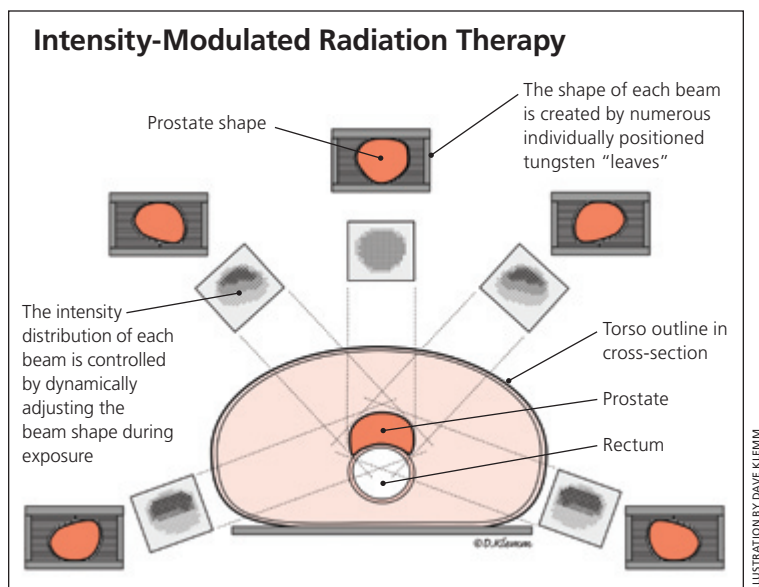 Intensity-Modulated Radiation Therapy
Prostate shape
The shape of each beam
is created by numerous
individually positioned
tungsten “leaves”
The intensity
distribution of each
beam is controlled
by dynamically
adjusting the
beam shape during
exposure
Torso outline in
cross-section
Prostate
Rectum
©D.Klemm
LUSTRATION BY DAVE KLEMM